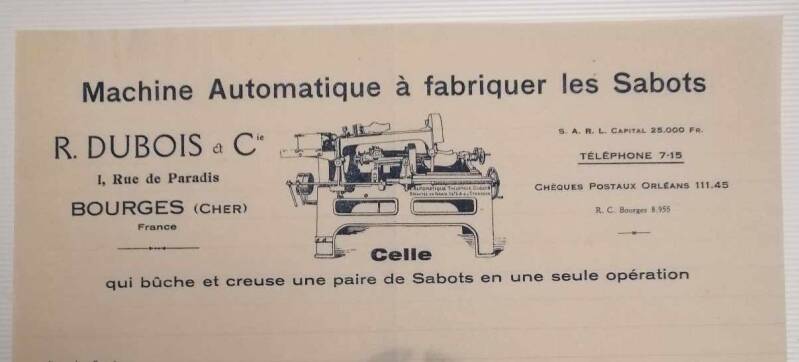 Machine Automatique à fabriquer les Sabots
R. DUBOIS & Cie
1, Rue de Paradis
BOURGES (CHER)
France
S. A. R. L. CAPITAL 25.000 FR.
TÉLÉPHONE 7-15
CHÈQUES POSTAUX ORLÉANS 111.45
R. C. Bourges 8.955
AUTOMATIQUE
Celle
qui bûche et creuse une paire de Sabots en une seule opération